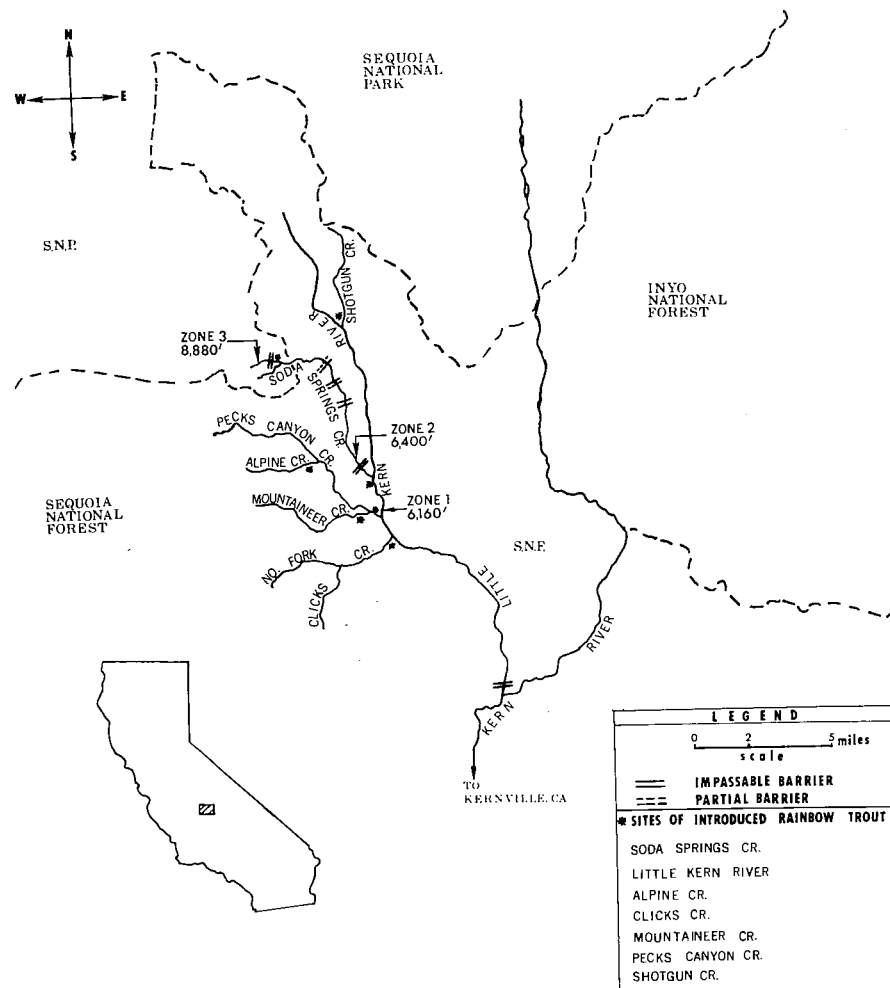 N
W E
S
SEQUOIA
NATIONAL
PARK
S.N.P.
INYO
NATIONAL
FOREST
SHOTGUN CR.
RIVER
ZONE 3
8,880'
SODA
SPRINGS CR.
PECKS CANYON CR.
ZONE 2
6,400'
ALPINE CR.
KERN
ZONE 1
6,160'
MOUNTAINEER CR.
SEQUOIA
NATIONAL
FOREST
S.N.F.
NO. FORK CR.
CLICKS
LITTLE
RIVER
KERN
TO
KERNVILLE, CA
LEGEND
0 2 5 miles
scale
IMPASSABLE BARRIER
PARTIAL BARRIER
* SITES OF INTRODUCED RAINBOW TROUT
SODA SPRINGS CR.
LITTLE KERN RIVER
ALPINE CR.
CLICKS CR.
MOUNTAINEER CR.
PECKS CANYON CR.
SHOTGUN CR.